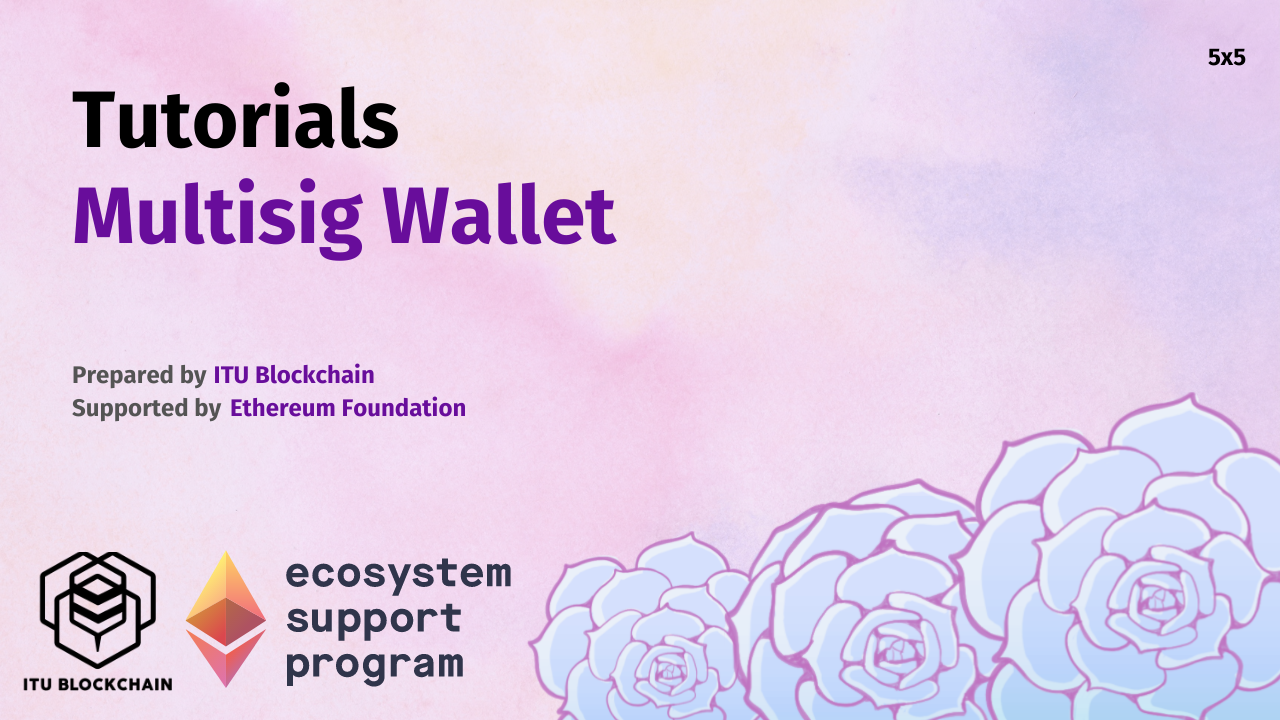 5x5
Tutorials
Multisig Wallet
Prepared by ITU Blockchain
Supported by Ethereum Foundation
ITU BLOCKCHAIN
ecosystem
support
program